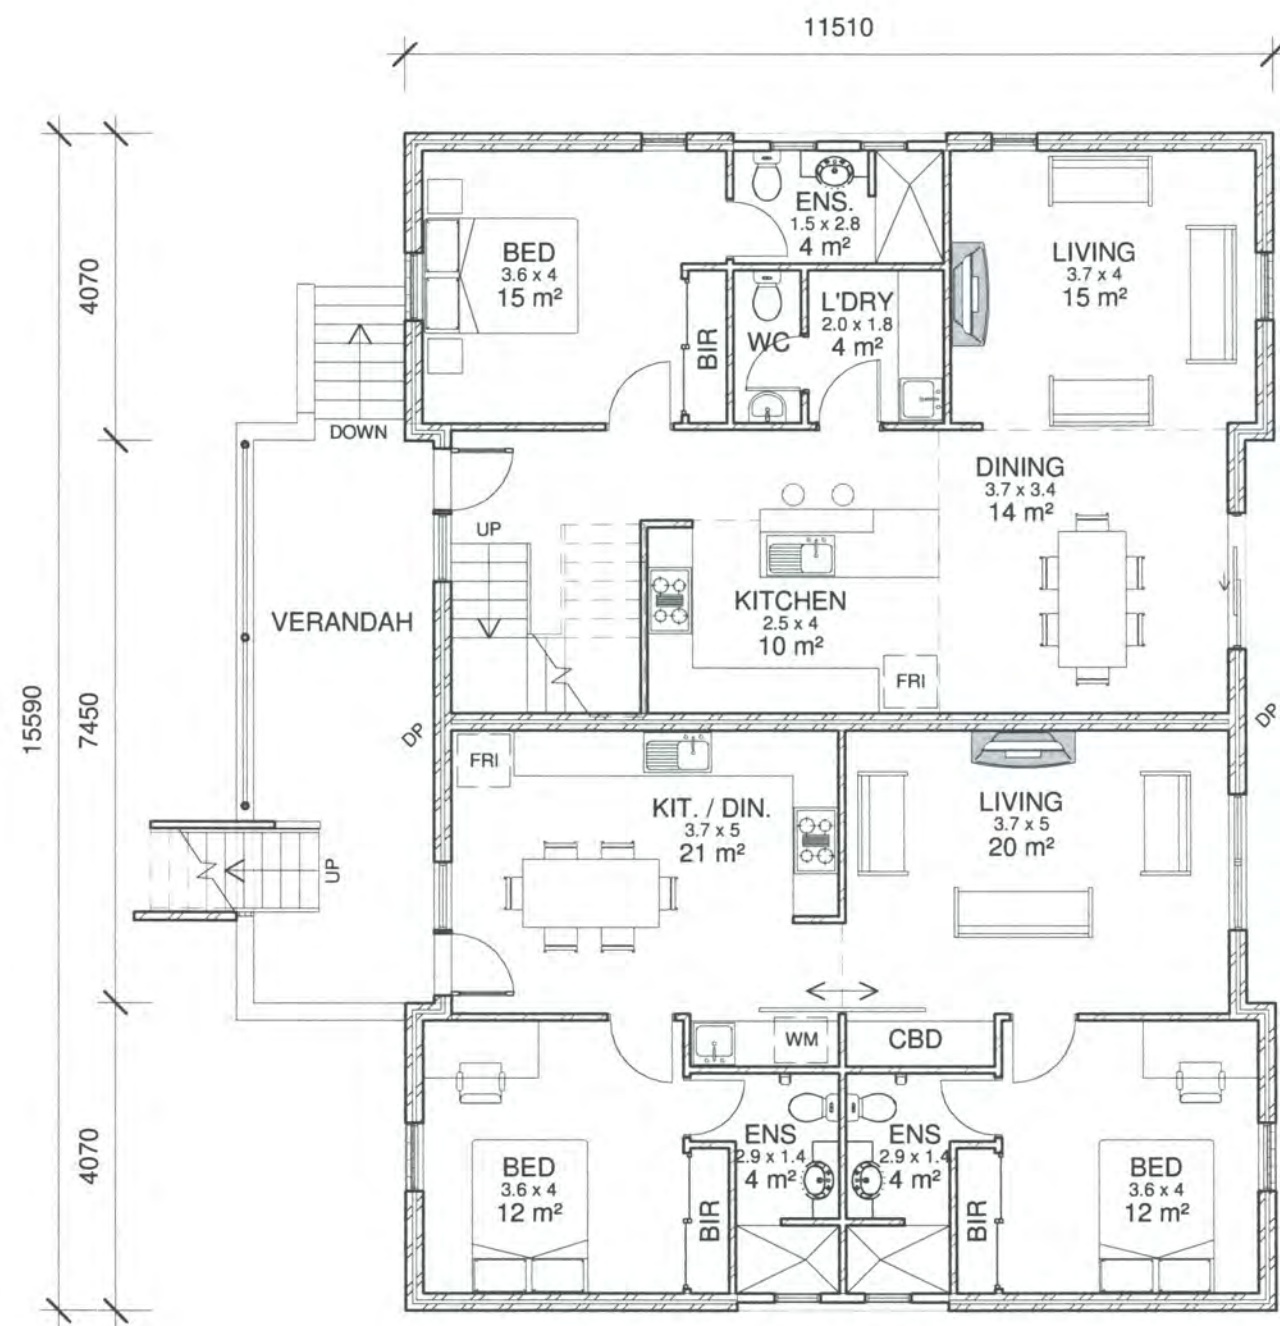 11510
15590
4070
7450
4070
BED
3.6 x 4
15 m²
ENS.
1.5 x 2.8
4 m²
LIVING
3.7 x 4
15 m²
BIR
WC
L'DRY
2.0 x 1.8
4 m²
DOWN
UP
DINING
3.7 x 3.4
14 m²
VERANDAH
KITCHEN
2.5 x 4
10 m²
FRI
DP
DP
FRI
KIT. / DIN.
3.7 x 5
21 m²
LIVING
3.7 x 5
20 m²
UP
WM
CBD
BED
3.6 x 4
12 m²
BIR
ENS
2.9 x 1.4
4 m²
ENS
2.9 x 1.4
4 m²
BIR
BED
3.6 x 4
12 m²